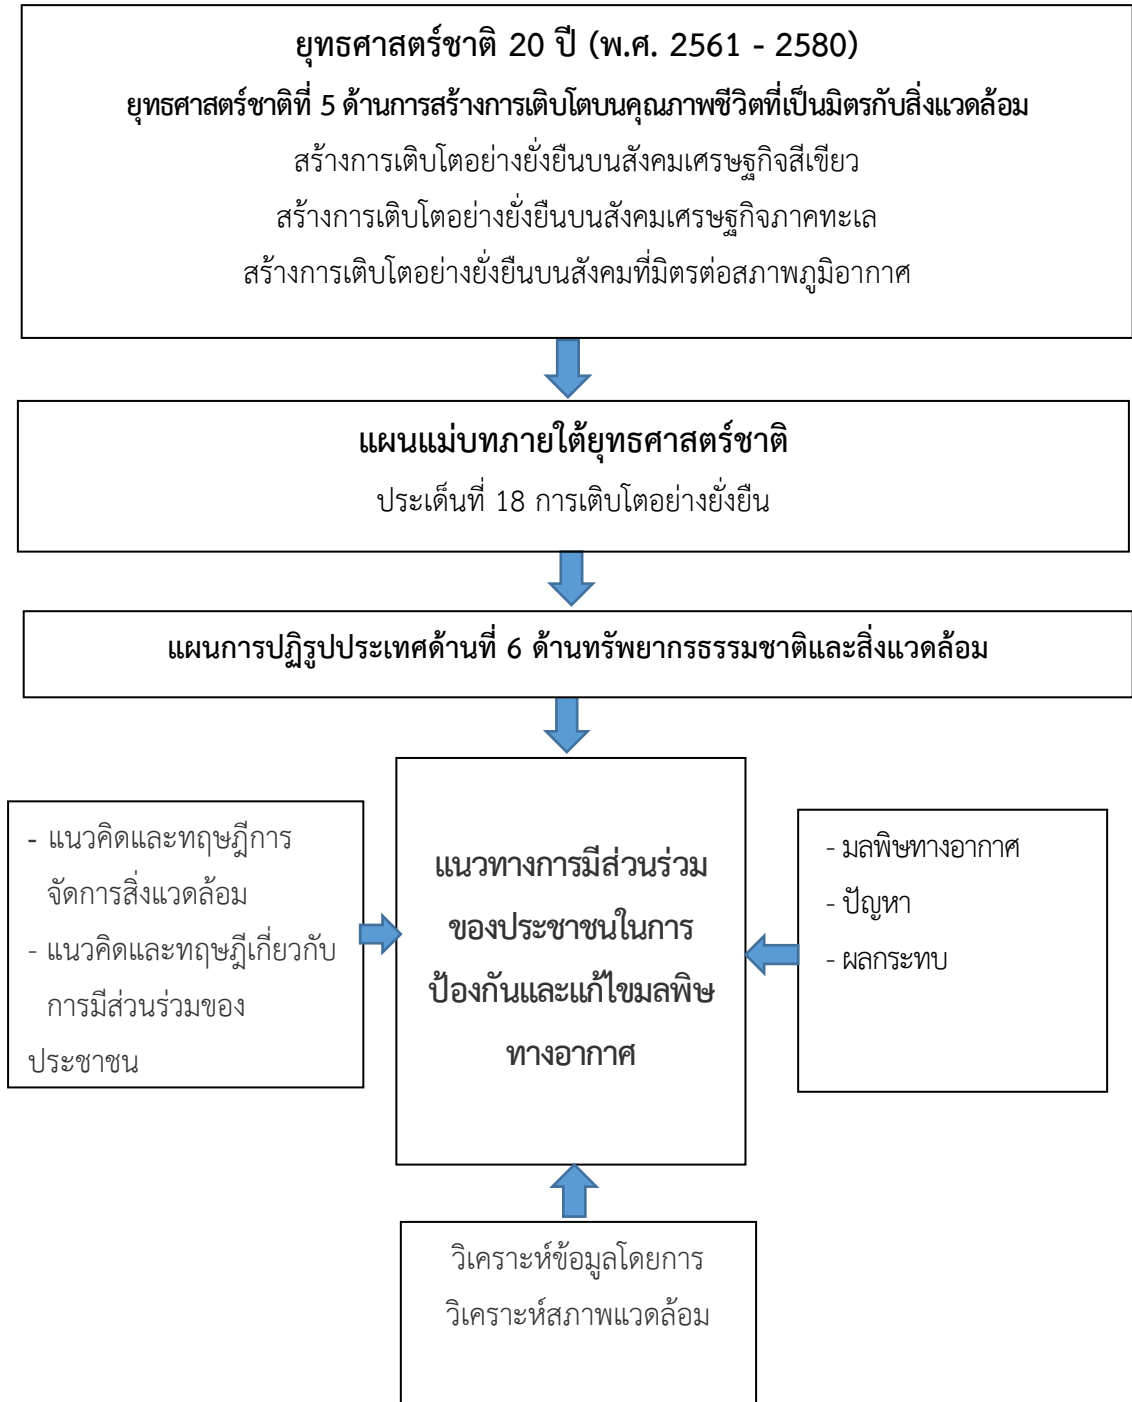 ยุทธศาสตร์ชาติ 20 ปี (พ.ศ. 2561 - 2580)
ยุทธศาสตร์ชาติที่ 5 ด้านการสร้างการเติบโตบนคุณภาพชีวิตที่เป็นมิตรกับสิ่งแวดล้อม
สร้างการเติบโตอย่างยั่งยืนบนสังคมเศรษฐกิจสีเขียว
สร้างการเติบโตอย่างยั่งยืนบนสังคมเศรษฐกิจภาคทะเล
สร้างการเติบโตอย่างยั่งยืนบนสังคมที่มิตรต่อสภาพภูมิอากาศ
แผนแม่บทภายใต้ยุทธศาสตร์ชาติ
ประเด็นที่ 18 การเติบโตอย่างยั่งยืน
แผนการปฏิรูปประเทศด้านที่ 6 ด้านทรัพยากรธรรมชาติและสิ่งแวดล้อม
- แนวคิดและทฤษฎีการ
จัดการสิ่งแวดล้อม
- แนวคิดและทฤษฎีเกี่ยวกับ
การมีส่วนร่วมของ
ประชาชน
แนวทางการมีส่วนร่วม
ของประชาชนในการ
ป้องกันและแก้ไขมลพิษ
ทางอากาศ
- มลพิษทางอากาศ
- ปัญหา
- ผลกระทบ
วิเคราะห์ข้อมูลโดยการ
วิเคราะห์สภาพแวดล้อม